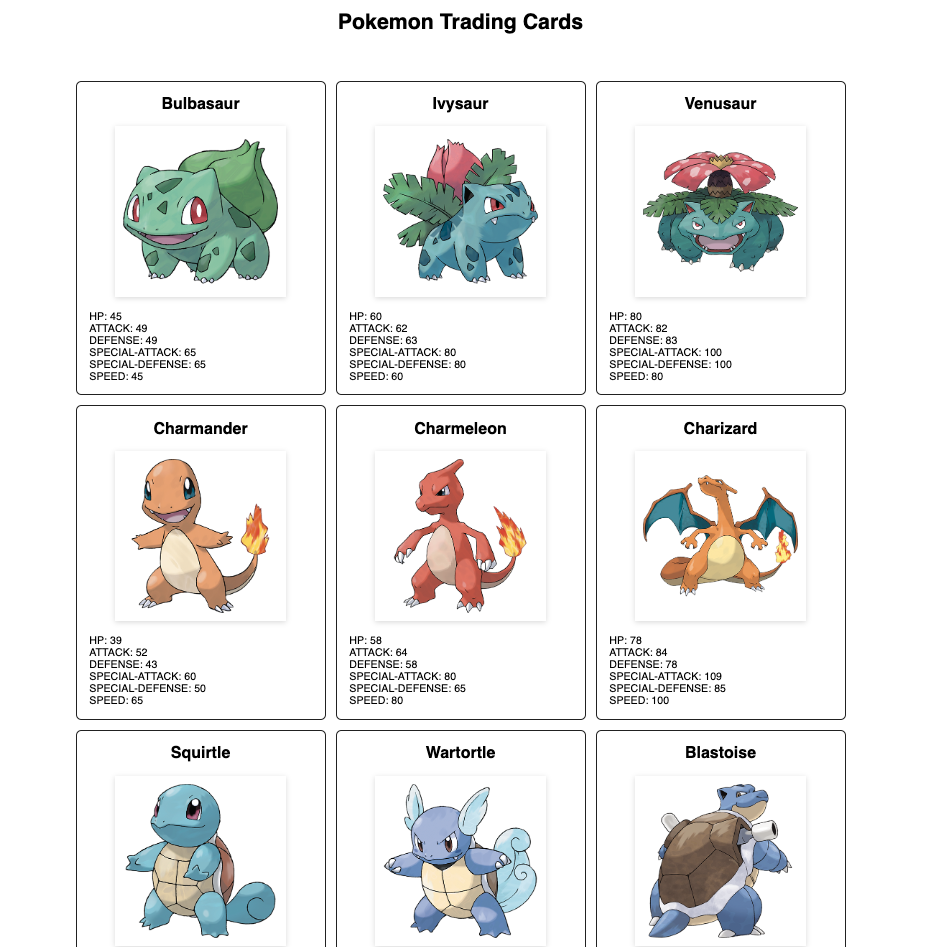 Pokemon Trading Cards
Bulbasaur
HP: 45
ATTACK: 49
DEFENSE: 49
SPECIAL-ATTACK: 65
SPECIAL-DEFENSE: 65
SPEED: 45
Ivysaur
HP: 60
ATTACK: 62
DEFENSE: 63
SPECIAL-ATTACK: 80
SPECIAL-DEFENSE: 80
SPEED: 60
Venusaur
HP: 80
ATTACK: 82
DEFENSE: 83
SPECIAL-ATTACK: 100
SPECIAL-DEFENSE: 100
SPEED: 80
Charmander
HP: 39
ATTACK: 52
DEFENSE: 43
SPECIAL-ATTACK: 60
SPECIAL-DEFENSE: 50
SPEED: 65
Charmeleon
HP: 58
ATTACK: 64
DEFENSE: 58
SPECIAL-ATTACK: 80
SPECIAL-DEFENSE: 65
SPEED: 80
Charizard
HP: 78
ATTACK: 84
DEFENSE: 78
SPECIAL-ATTACK: 109
SPECIAL-DEFENSE: 85
SPEED: 100
Squirtle
Wartortle
Blastoise